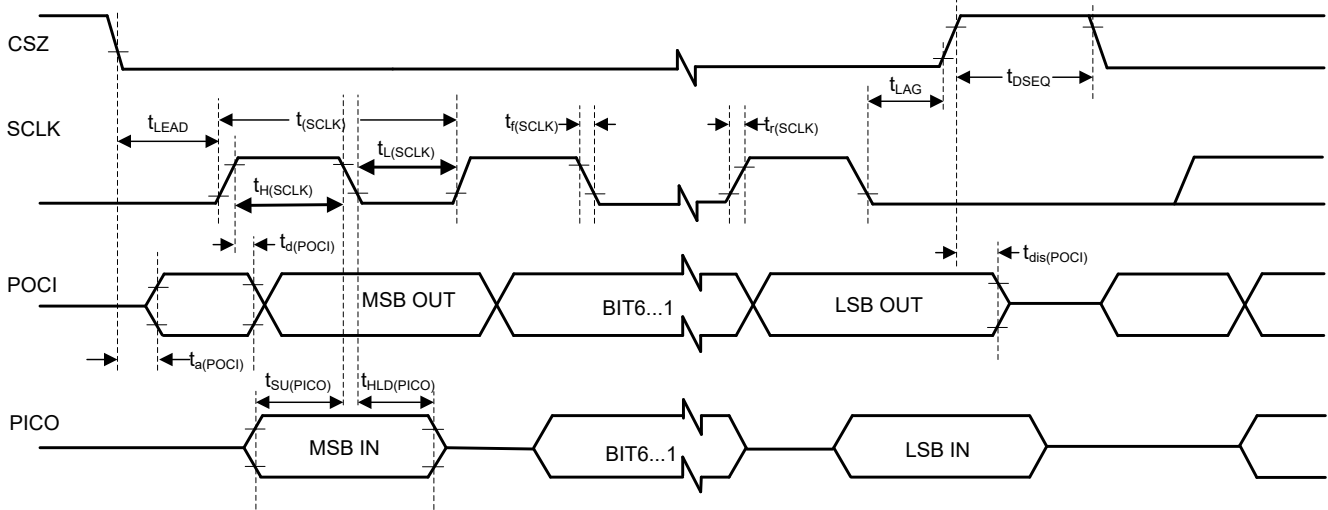 CSZ
tLAG
tDSEQ
SCLK
tLEAD
t(SCLK)
tf(SCLK)
tr(SCLK)
tL(SCLK)
tH(SCLK)
td(POCI)
tdis(POCI)
POCI
MSB OUT
BIT6...1
LSB OUT
ta(POCI)
tSU(PICO)
tHLD(PICO)
PICO
MSB IN
BIT6...1
LSB IN